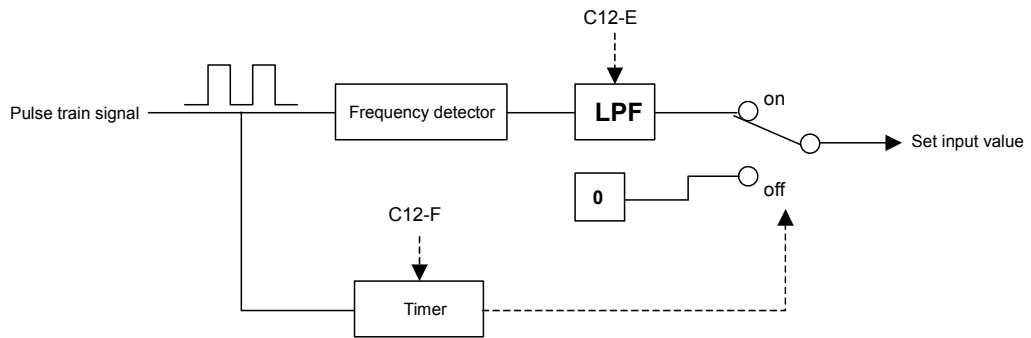 C12-E
Pulse train signal
Frequency detector
LPF
on
Set input value
0
off
C12-F
Timer